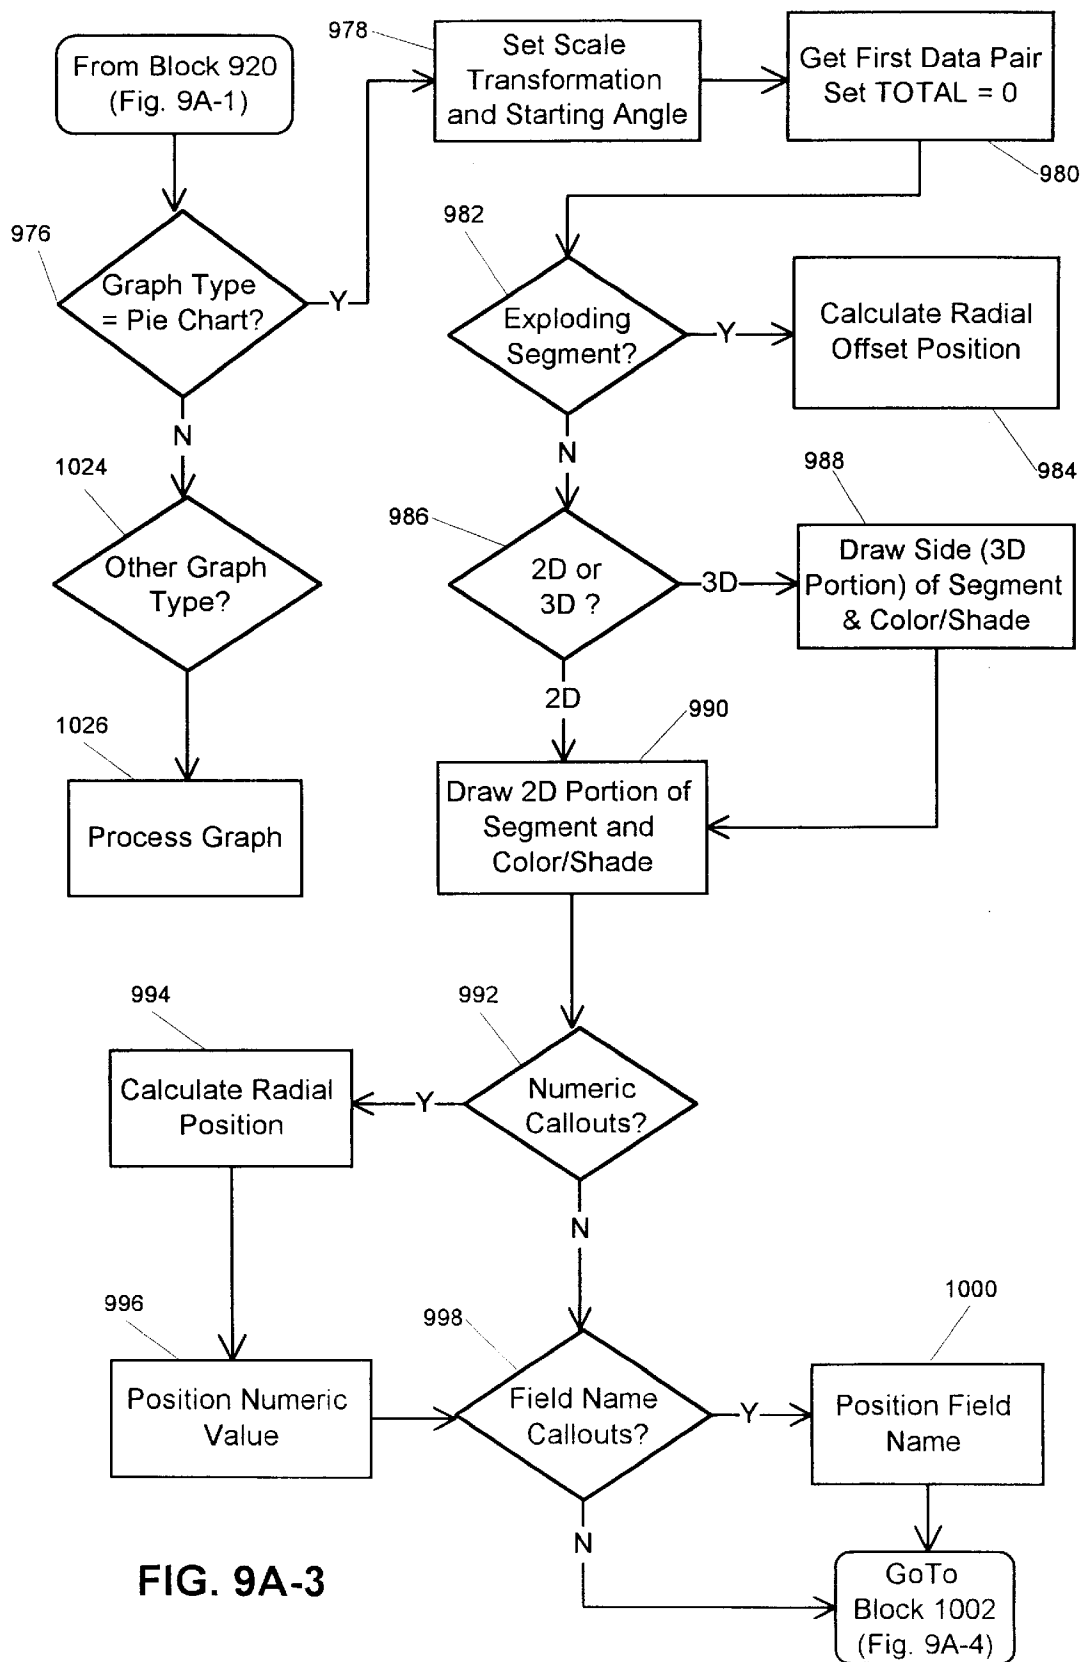 From Block 920
(Fig. 9A-1)
978
Set Scale
Transformation
and Starting Angle
Get First Data Pair
Set TOTAL = 0
980
976
Graph Type
= Pie Chart?
Y
N
982
Exploding
Segment?
Y
N
Calculate Radial
Offset Position
984
1024
Other Graph
Type?
986
2D or
3D ?
3D
2D
988
Draw Side (3D
Portion) of Segment
& Color/Shade
1026
Process Graph
990
Draw 2D Portion of
Segment and
Color/Shade
994
Calculate Radial
Position
992
Numeric
Callouts?
Y
N
996
Position Numeric
Value
998
Field Name
Callouts?
Y
N
1000
Position Field
Name
GoTo
Block 1002
(Fig. 9A-4)
FIG. 9A-3